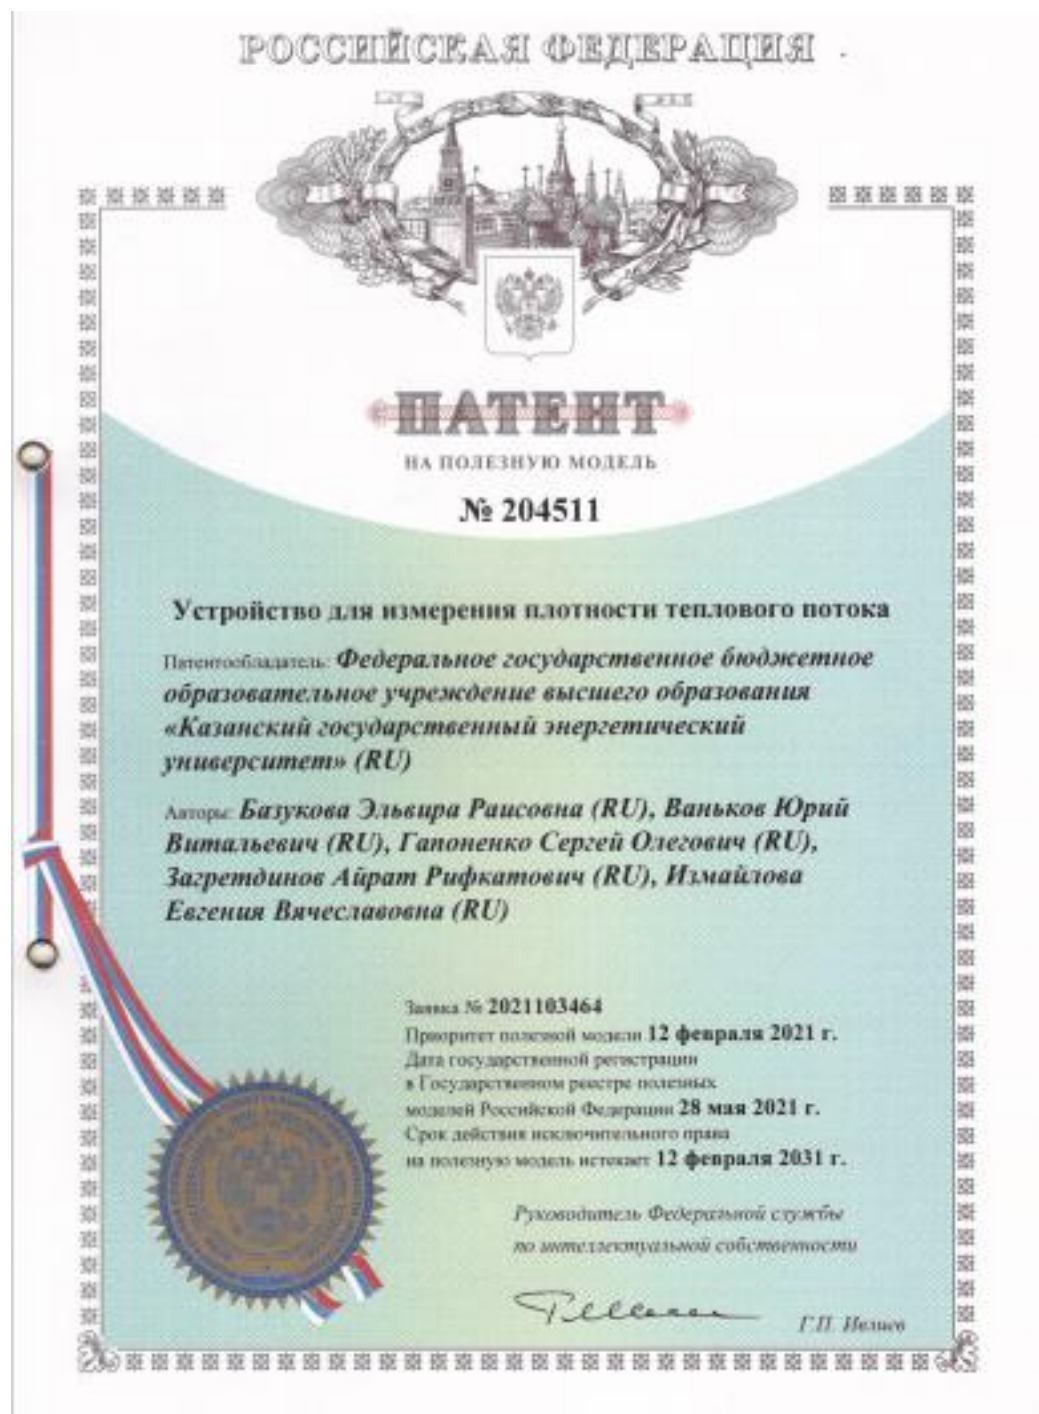 РОССИЙСКАЯ ФЕДЕРАЦИЯ
ПАТЕНТ
НА ПОЛЕЗНУЮ МОДЕЛЬ
№ 204511
Устройство для измерения плотности теплового потока
Патентообладатель: Федеральное государственное бюджетное
образовательное учреждение высшего образования
«Казанский государственный энергетический
университет» (RU)
Авторы: Базукова Эльвира Раисовна (RU), Ваньков Юрий
Витальевич (RU), Гапоненко Сергей Олегович (RU),
Загретдинов Айрат Рифкатович (RU), Измайлова
Евгения Вячеславовна (RU)
Заявка № 2021103464
Приоритет полезной модели 12 февраля 2021 г.
Дата государственной регистрации
в Государственном реестре полезных
моделей Российской Федерации 28 мая 2021 г.
Срок действия исключительного права
на полезную модель истекает 12 февраля 2031 г.
Руководитель Федеральной службы
по интеллектуальной собственности
Г.П. Ивлиев